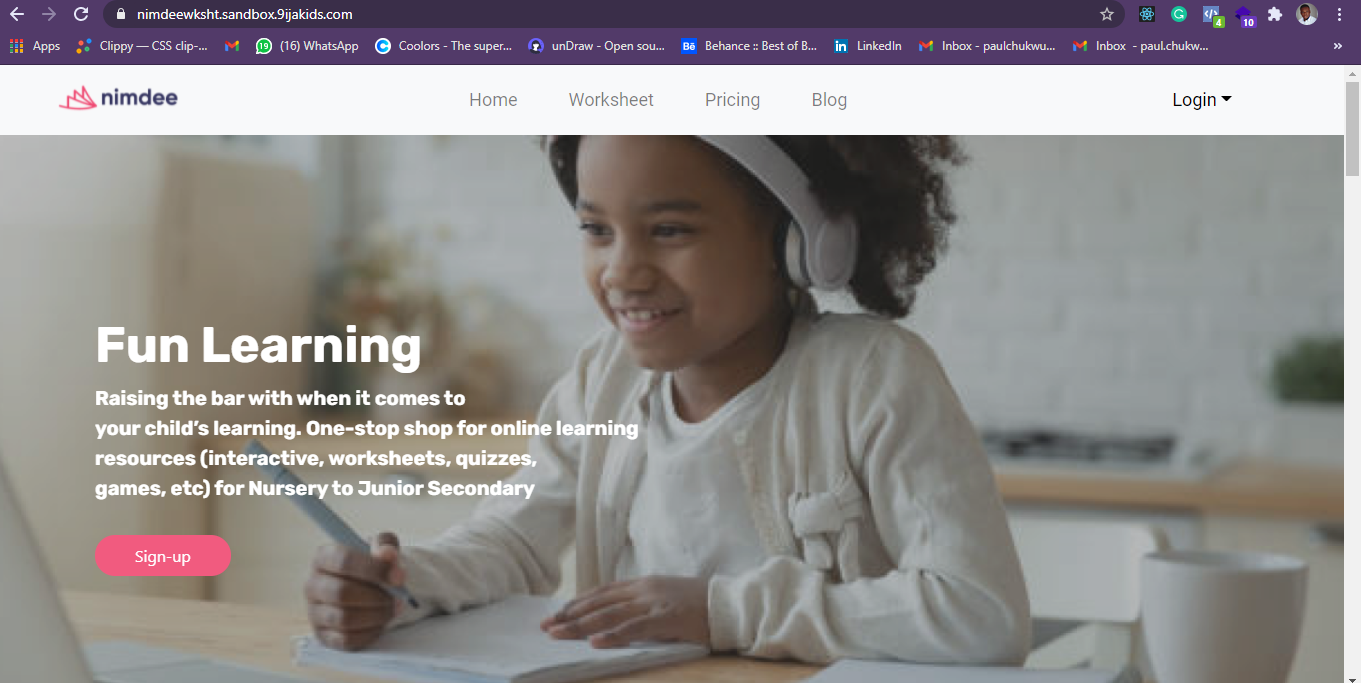 nimdeewksht.sandbox.9ijakids.com
4
10
Apps
Clippy — CSS clip-...
19
(16) WhatsApp
C
Coolors - The super...
unDraw - Open sou...
Bē
Behance :: Best of B...
in
LinkedIn
Inbox - paulchukwu...
Inbox - paul.chukw...
»
nimdee
Home
Worksheet
Pricing
Blog
Login
Fun Learning
Raising the bar with when it comes to
your child’s learning. One-stop shop for online learning
resources (interactive, worksheets, quizzes,
games, etc) for Nursery to Junior Secondary
Sign-up